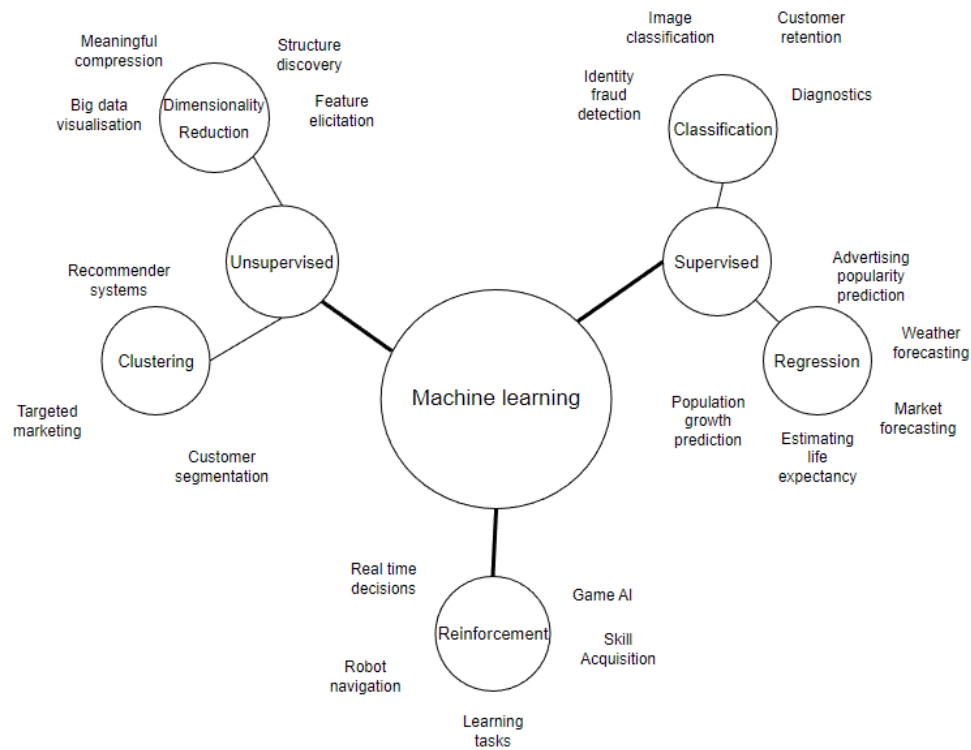 Meaningful
compression
Structure
discovery
Big data
visualisation
Dimensionality
Reduction
Feature
elicitation
Image
classification
Customer
retention
Identity
fraud
detection
Diagnostics
Classification
Unsupervised
Supervised
Recommender
systems
Clustering
Targeted
marketing
Customer
segmentation
Machine learning
Advertising
popularity
prediction
Weather
forecasting
Regression
Market
forecasting
Population
growth
prediction
Estimating
life
expectancy
Real time
decisions
Game AI
Reinforcement
Skill
Acquisition
Robot
navigation
Learning
tasks